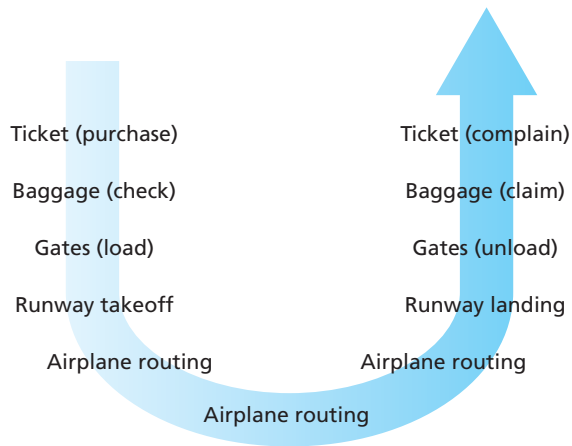 Ticket (purchase)
Baggage (check)
Gates (load)
Runway takeoff
Airplane routing
Airplane routing
Airplane routing
Runway landing
Gates (unload)
Baggage (claim)
Ticket (complain)